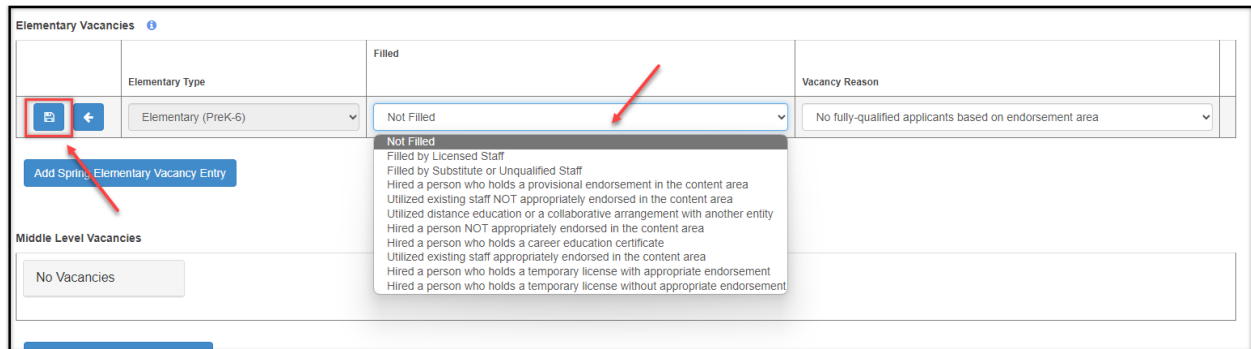 Elementary Vacancies
Filled
Elementary Type
Vacancy Reason
Elementary (PreK-6)
Not Filled
No fully-qualified applicants based on endorsement area
Not Filled
Filled by Licensed Staff
Filled by Substitute or Unqualified Staff
Hired a person who holds a provisional endorsement in the content area
Utilized existing staff NOT appropriately endorsed in the content area
Utilized distance education or a collaborative arrangement with another entity
Hired a person NOT appropriately endorsed in the content area
Hired a person who holds a career education certificate
Utilized existing staff appropriately endorsed in the content area
Hired a person who holds a temporary license with appropriate endorsement
Hired a person who holds a temporary license without appropriate endorsement
Add Spring Elementary Vacancy Entry
Middle Level Vacancies
No Vacancies